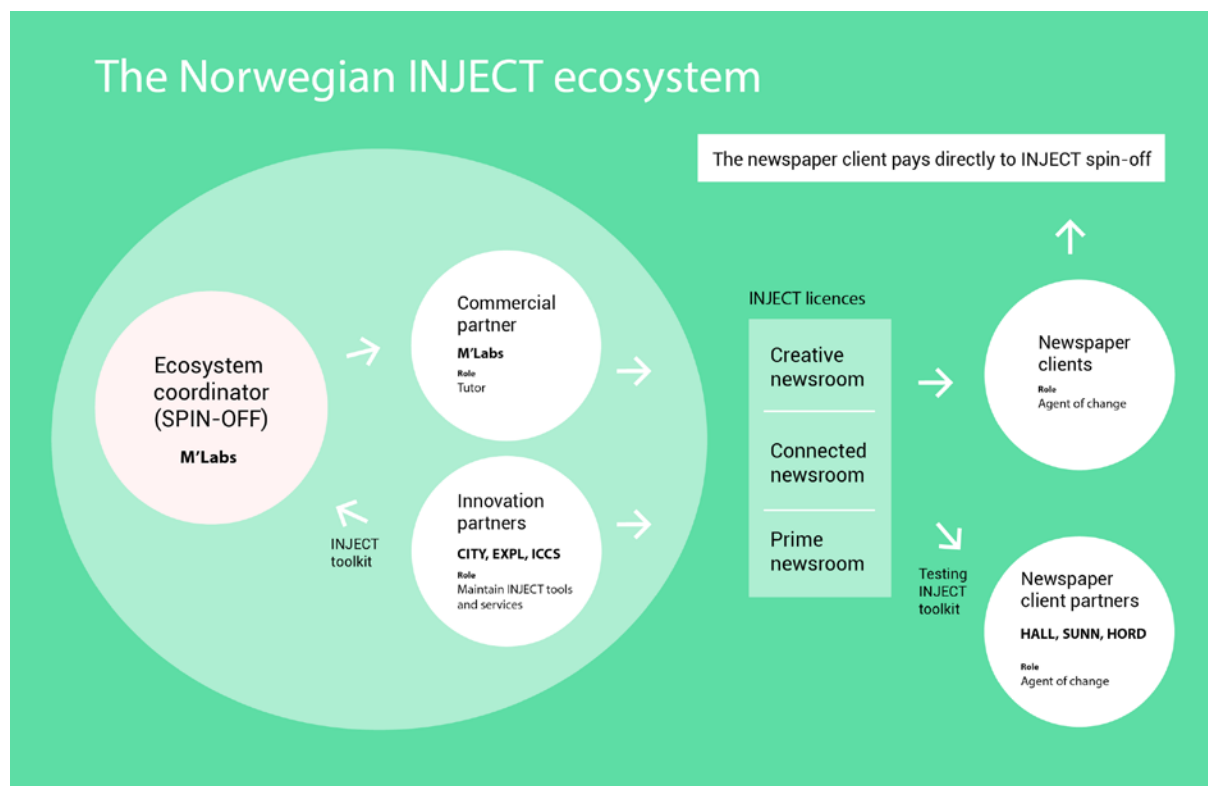 The Norwegian INJECT ecosystem
The newspaper client pays directly to INJECT spin-off
Ecosystem
coordinator
(SPIN-OFF)
M'Labs
Commercial
partner
M'Labs
Role
Tutor
INJECT
toolkit
Innovation
partners
CITY, EXPL, ICCS
Role
Maintain INJECT tools
and services
INJECT licences
Creative
newsroom
Connected
newsroom
Prime
newsroom
Newspaper
clients
Role
Agent of change
Testing
INJECT
toolkit
Newspaper
client partners
HALL, SUNN, HORD
Role
Agent of change